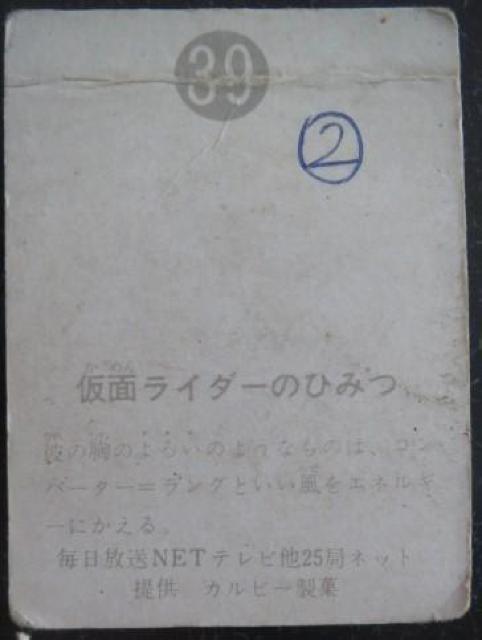 39
2
仮面ライダーのひみつ
彼の胸のよろいのようなものは、コン
バーター＝ラングといい風をエネルギ
ーにかえる。
毎日放送NETテレビ他25局ネット
提供 カルビー製菓